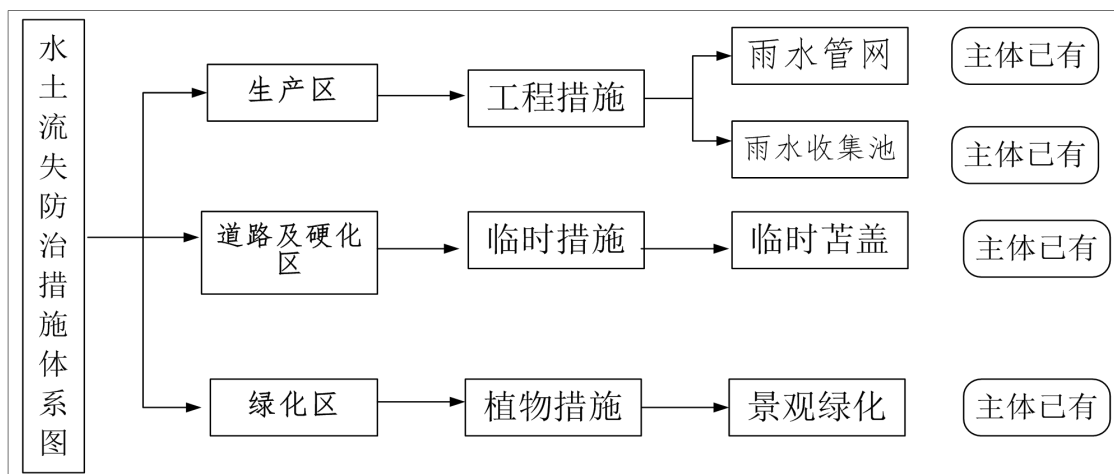 水土流失防治措施体系图
生产区
工程措施
雨水管网
主体已有
雨水收集池
主体已有
道路及硬化
区
临时措施
临时苫盖
主体已有
绿化区
植物措施
景观绿化
主体已有